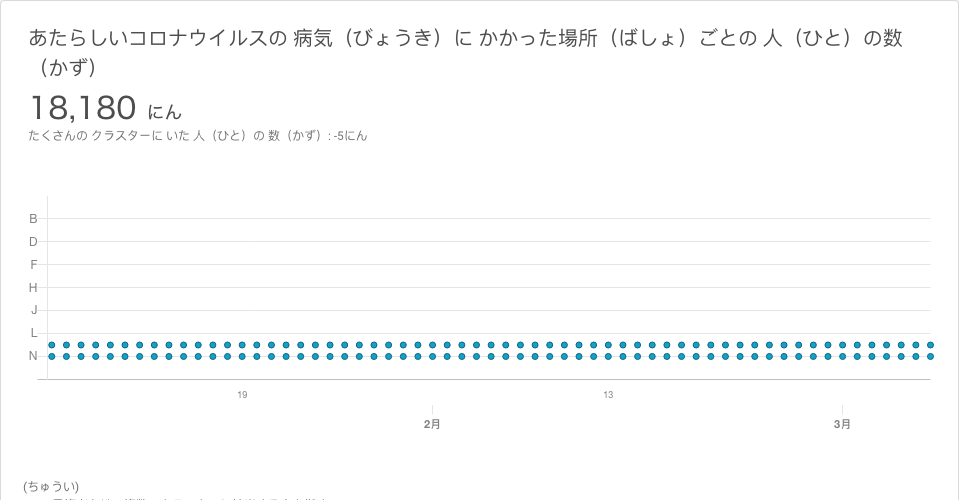 あたらしいコロナウイルスの 病気（びょうき）に かかった場所（ばしょ）ごとの 人（ひと）の数
（かず）
18,180 にん
たくさんの クラスターに いた 人（ひと）の 数（かず）: -5にん
B
D
F
H
J
L
N
19
13
2月
3月
(ちゅうい)